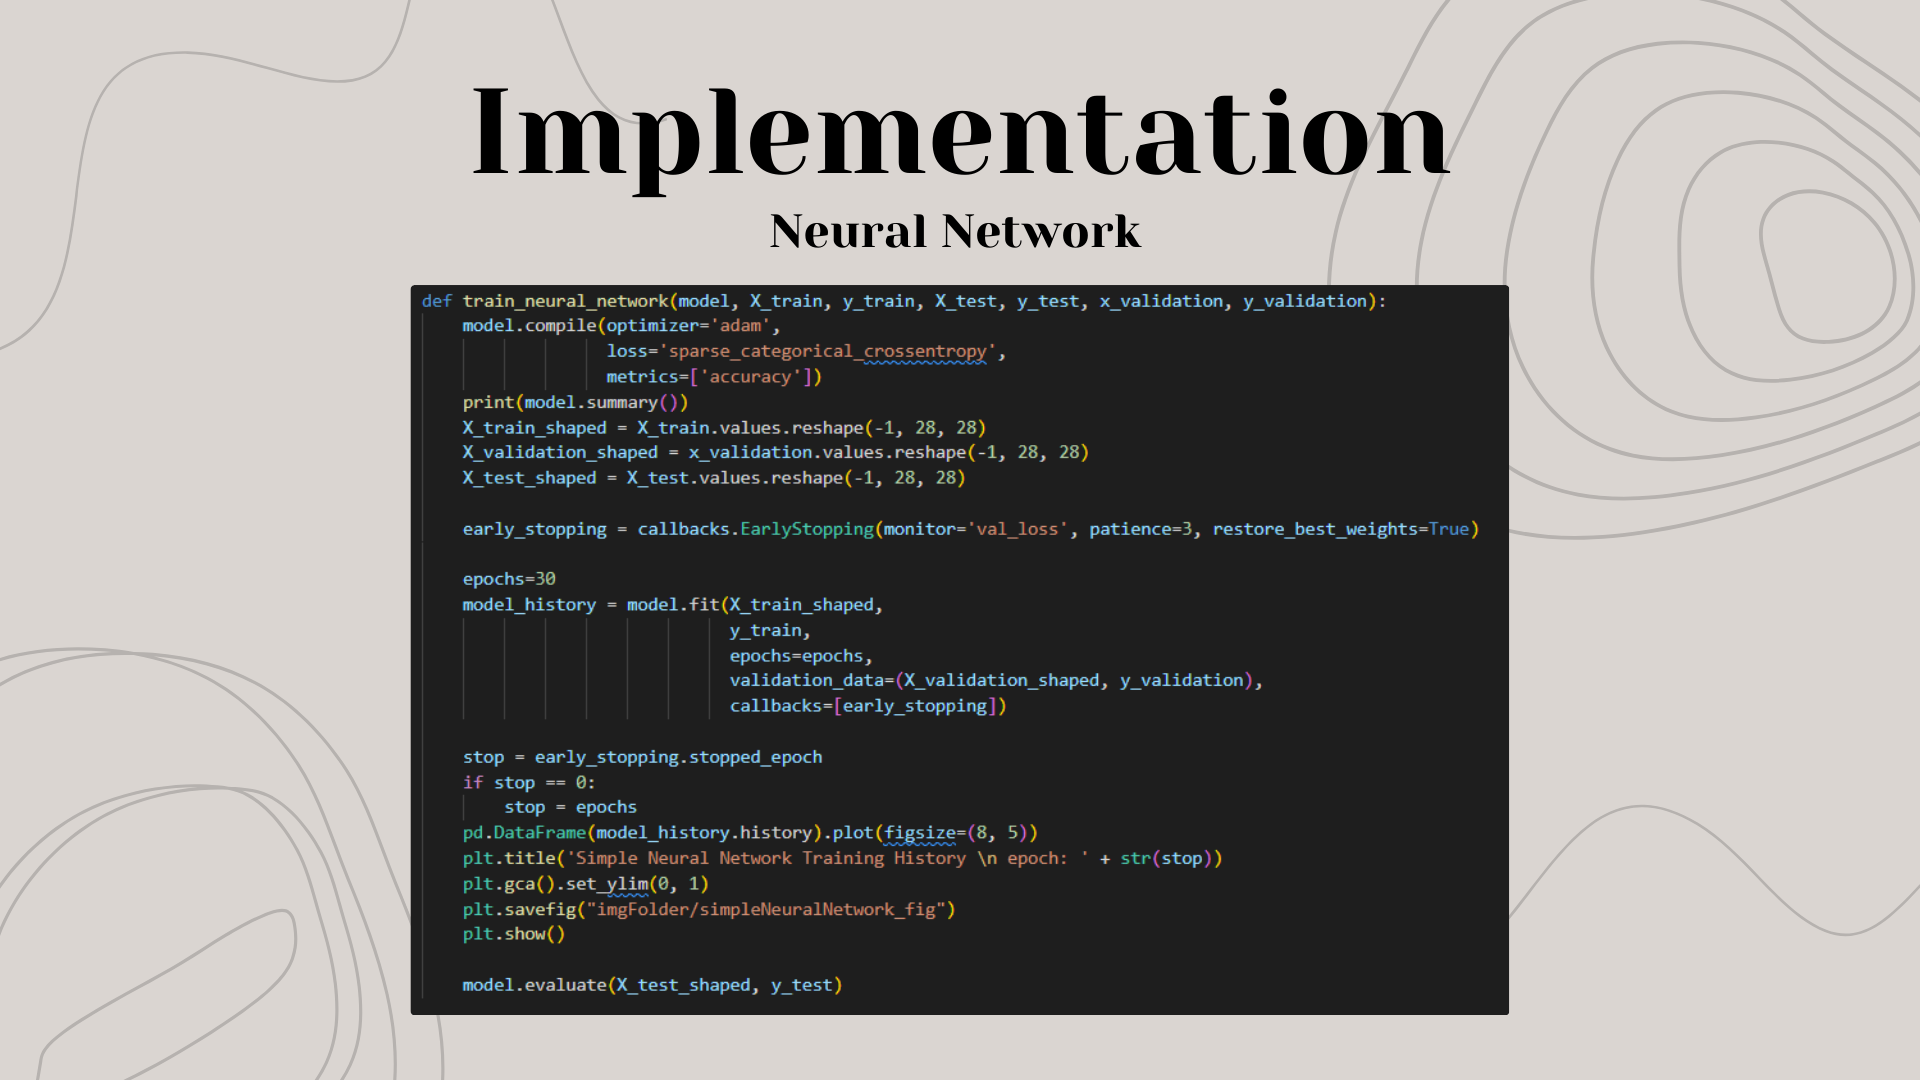 Implementation
Neural Network
def train_neural_network(model, X_train, y_train, X_test, y_test, x_validation, y_validation):
    model.compile(optimizer='adam',
                  loss='sparse_categorical_crossentropy',
                  metrics=['accuracy'])
    print(model.summary())
    X_train_shaped = X_train.values.reshape(-1, 28, 28)
    X_validation_shaped = x_validation.values.reshape(-1, 28, 28)
    X_test_shaped = X_test.values.reshape(-1, 28, 28)
    early_stopping = callbacks.EarlyStopping(monitor='val_loss', patience=3, restore_best_weights=True)
    epochs=30
    model_history = model.fit(X_train_shaped,
                              y_train,
                              epochs=epochs,
                              validation_data=(X_validation_shaped, y_validation),
                              callbacks=[early_stopping])
    stop = early_stopping.stopped_epoch
    if stop == 0:
        stop = epochs
    pd.DataFrame(model_history.history).plot(figsize=(8, 5))
    plt.title('Simple Neural Network Training History \n epoch: ' + str(stop))
    plt.gca().set_ylim(0, 1)
    plt.savefig("imgFolder/simpleNeuralNetwork_fig")
    plt.show()
    model.evaluate(X_test_shaped, y_test)